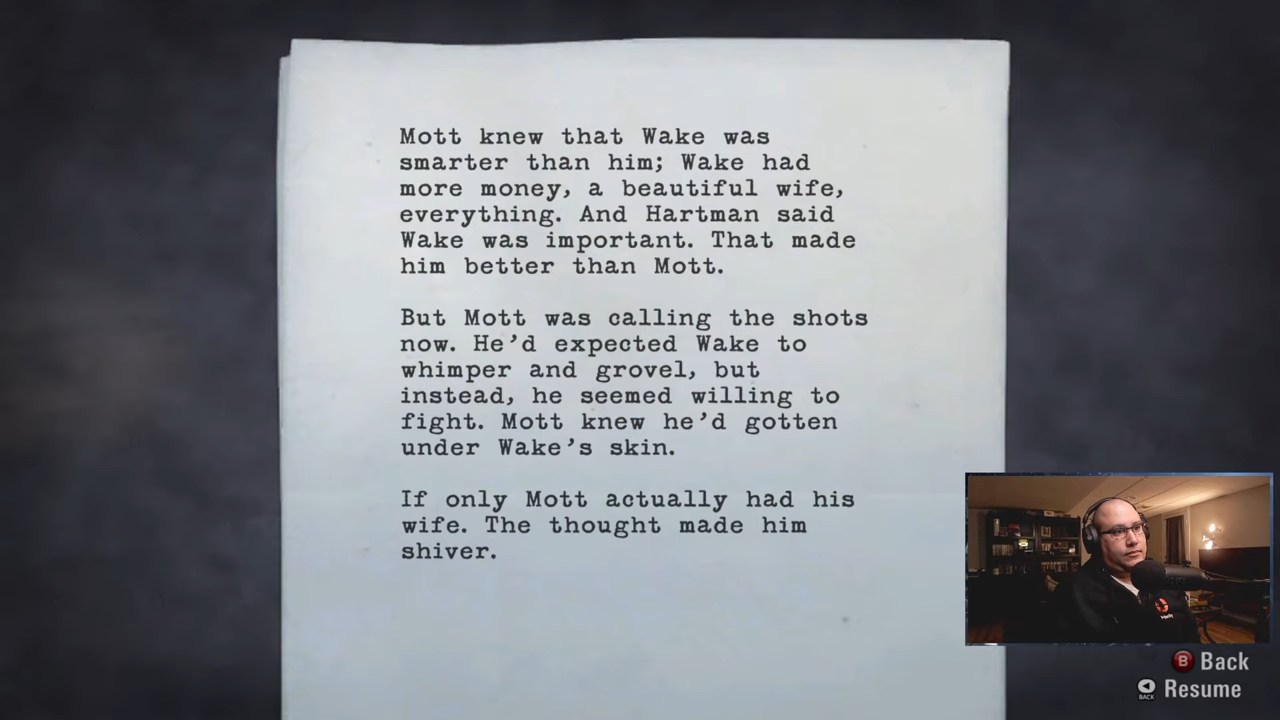 Mott knew that Wake was
smarter than him; Wake had
more money, a beautiful wife,
everything. And Hartman said
Wake was important. That made
him better than Mott.
But Mott was calling the shots
now. He’d expected Wake to
whimper and grovel, but
instead, he seemed willing to
fight. Mott knew he’d gotten
under Wake’s skin.
If only Mott actually had his
wife. The thought made him
shiver.
B Back
BACK Resume